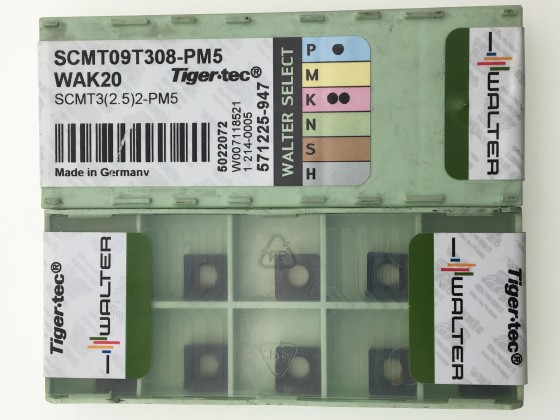 SCMT09T308-PM5
WAK20
Tiger·tec®
SCMT3(2.5)2-PM5
Made in Germany
5022072
W007118521
1-214-0005
571225-947
WALTER SELECT
P
M
K
N
S
H
WALTER
Tiger·tec®
WALTER
PP
WALTER
Tiger·tec®